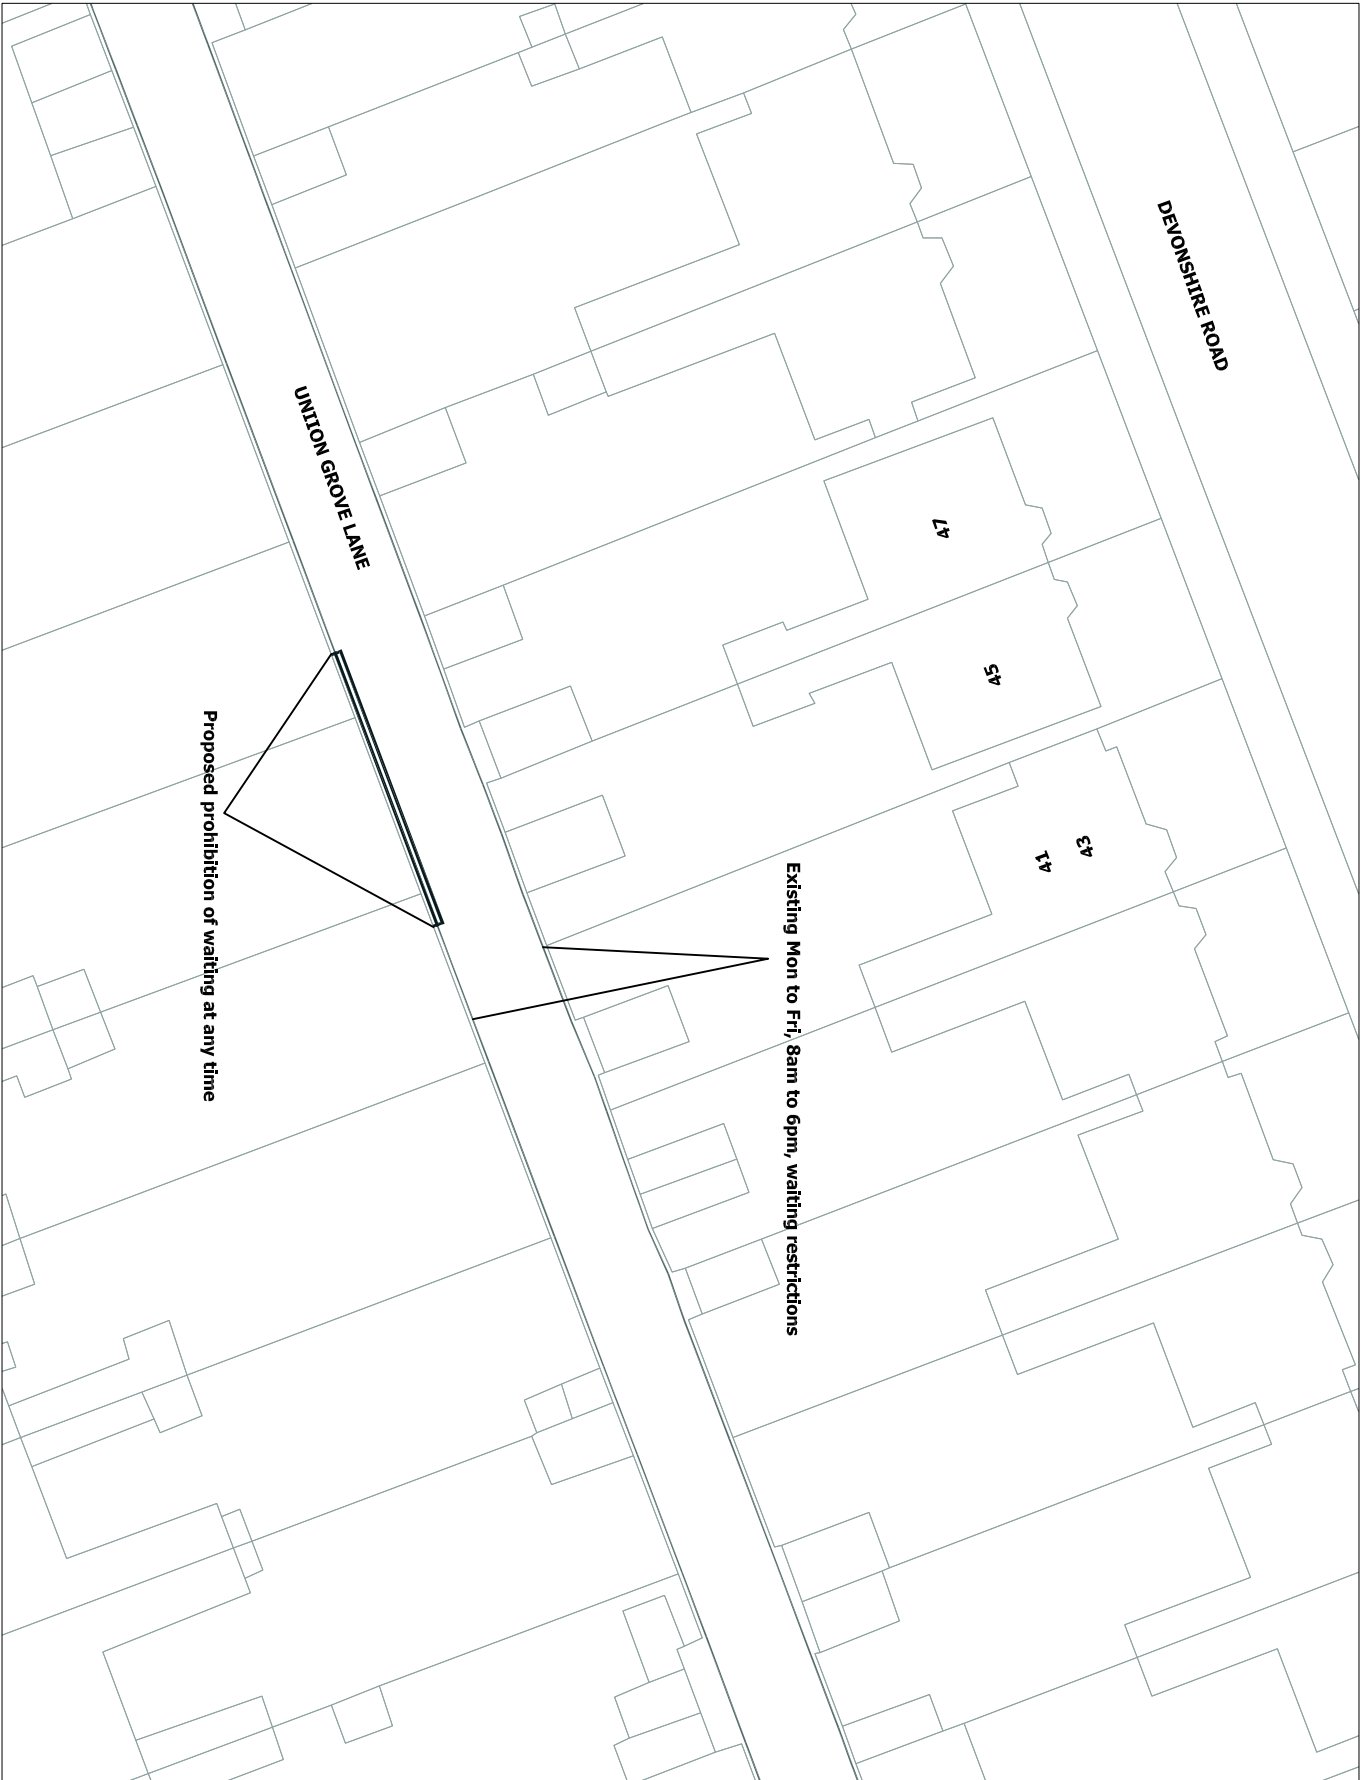 DEVONSHIRE ROAD
UNIION GROVE LANE
47
45
43
41
Existing Mon to Fri, 8am to 6pm, waiting restrictions
Proposed prohibition of waiting at any time